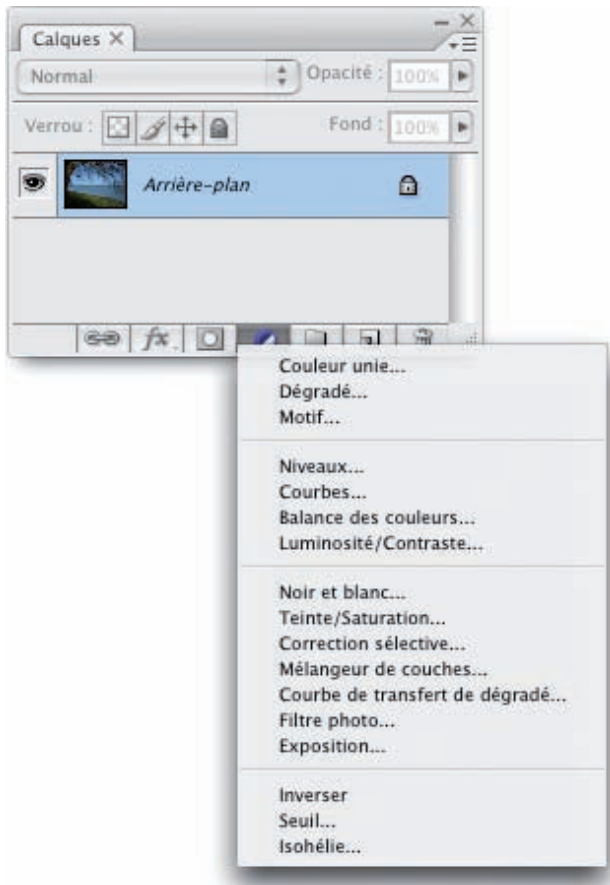 Calques
Normal Opacité : 100%
Verrou : Fond : 100%
Arrière-plan
fx
Couleur unie...
Dégradé...
Motif...
Niveaux...
Courbes...
Balance des couleurs...
Luminosité/Contraste...
Noir et blanc...
Teinte/Saturation...
Correction sélective...
Mélangeur de couches...
Courbe de transfert de dégradé...
Filtre photo...
Exposition...
Inverser
Seuil...
Isohélie...